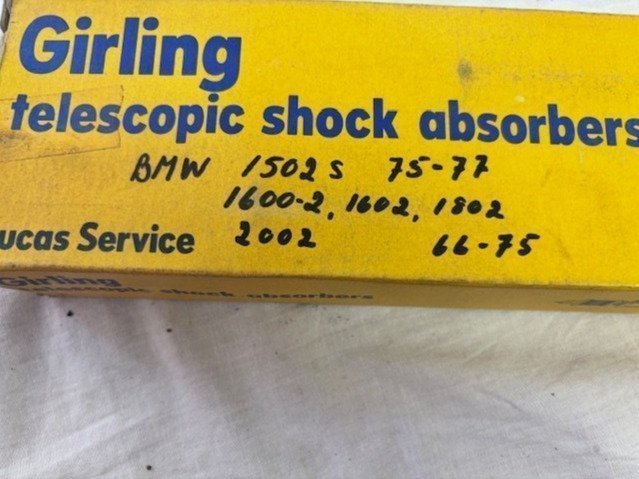 Girling
telescopic shock absorbers
BMW 1502 S 75-77
1600-2, 1602, 1802
ucas Service 2002 66-75
Girling
telescopic shock absorbers